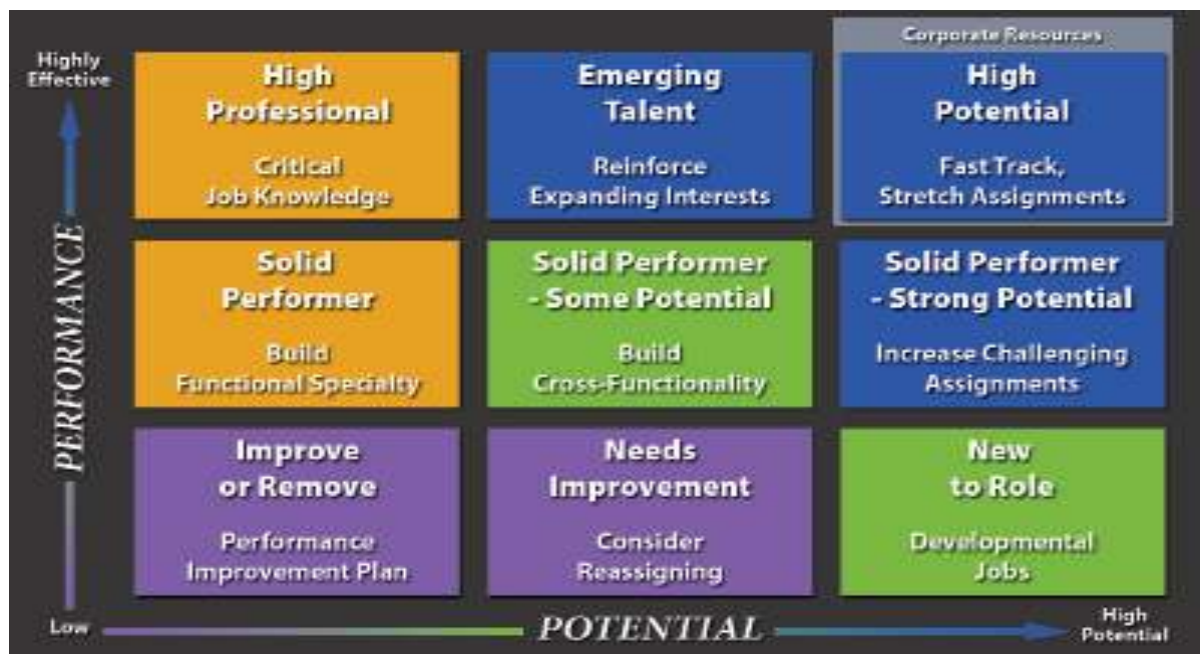 Corporate Resources
Highly
Effective
High
Professional
Critical
Job Knowledge
Emerging
Talent
Reinforce
Expanding Interests
High
Potential
Fast Track,
Stretch Assignments
PERFORMANCE
Solid
Performer
Build
Functional Specialty
Solid Performer
- Some Potential
Build
Cross-Functionality
Solid Performer
- Strong Potential
Increase Challenging
Assignments
Improve
or Remove
Performance
Improvement Plan
Needs
Improvement
Consider
Reassigning
New
to Role
Developmental
Jobs
Low
POTENTIAL
High
Potential